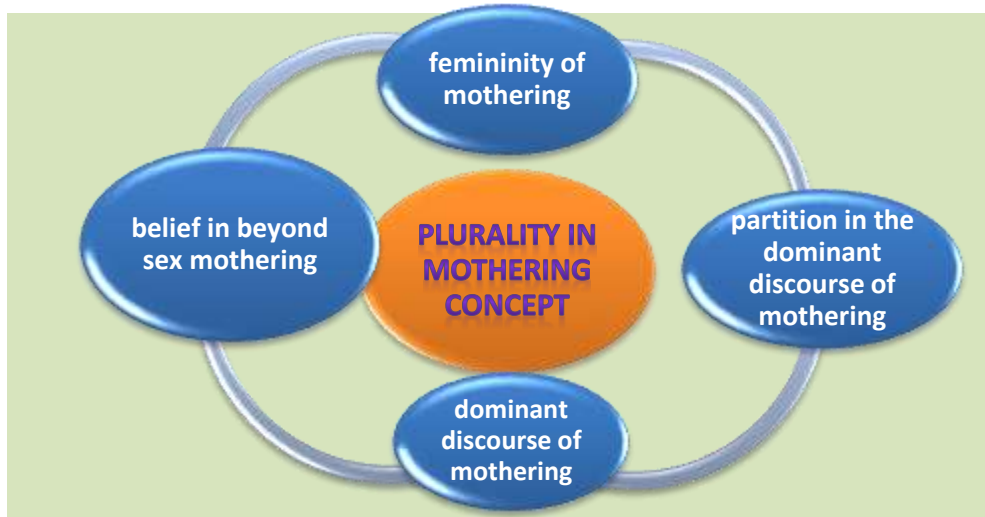 femininity of
mothering
belief in beyond
sex mothering
PLURALITY IN
MOTHERING
CONCEPT
partition in the
dominant
discourse of
mothering
dominant
discourse of
mothering